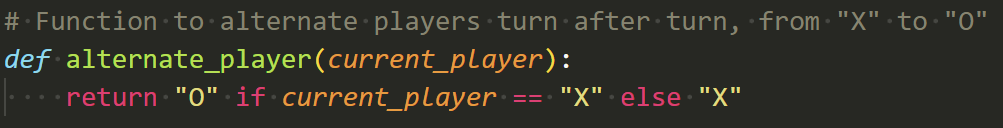 # Function to alternate players turn after turn, from "X" to "O"
def alternate_player(current_player):
    return "O" if current_player == "X" else "X"